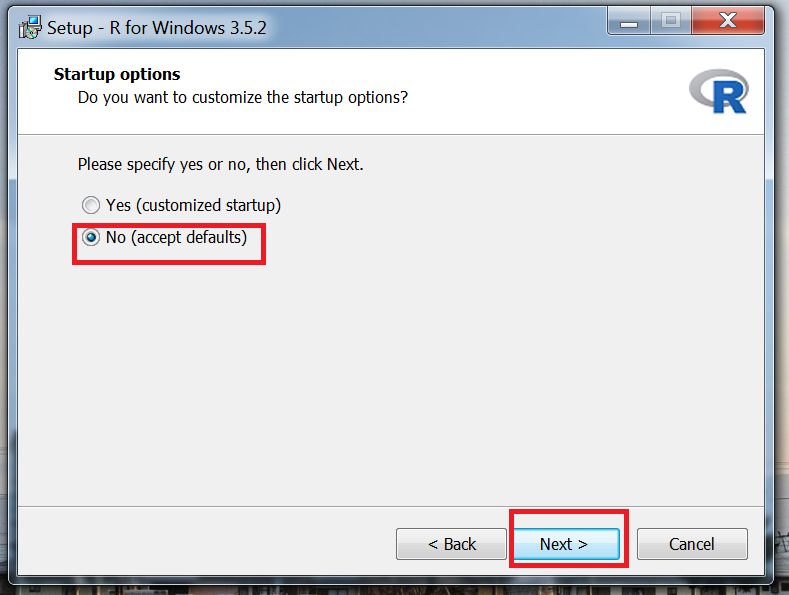 Setup - R for Windows 3.5.2
Startup options
Do you want to customize the startup options?
R
Please specify yes or no, then click Next.
Yes (customized startup)
No (accept defaults)
< Back
Next >
Cancel